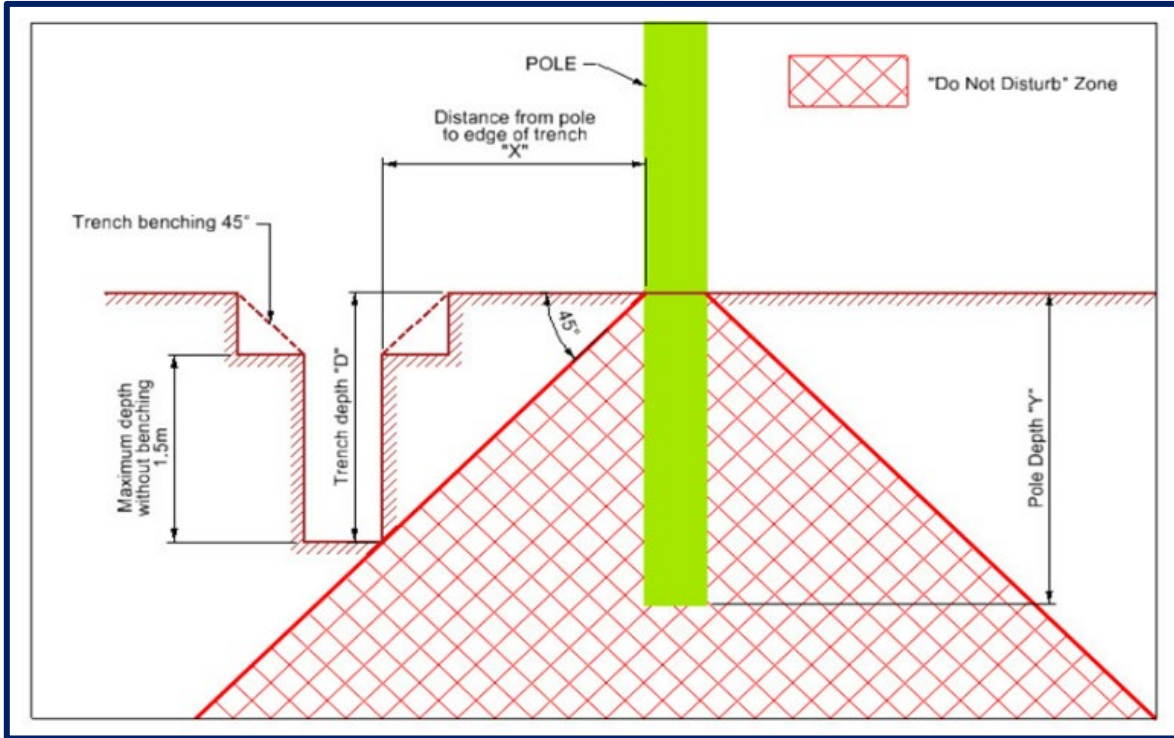 POLE
"Do Not Disturb" Zone
Distance from pole
to edge of trench
"X"
Trench benching 45°
45°
Maximum depth
without benching
1.5m
Trench depth "D"
Pole Depth "Y"